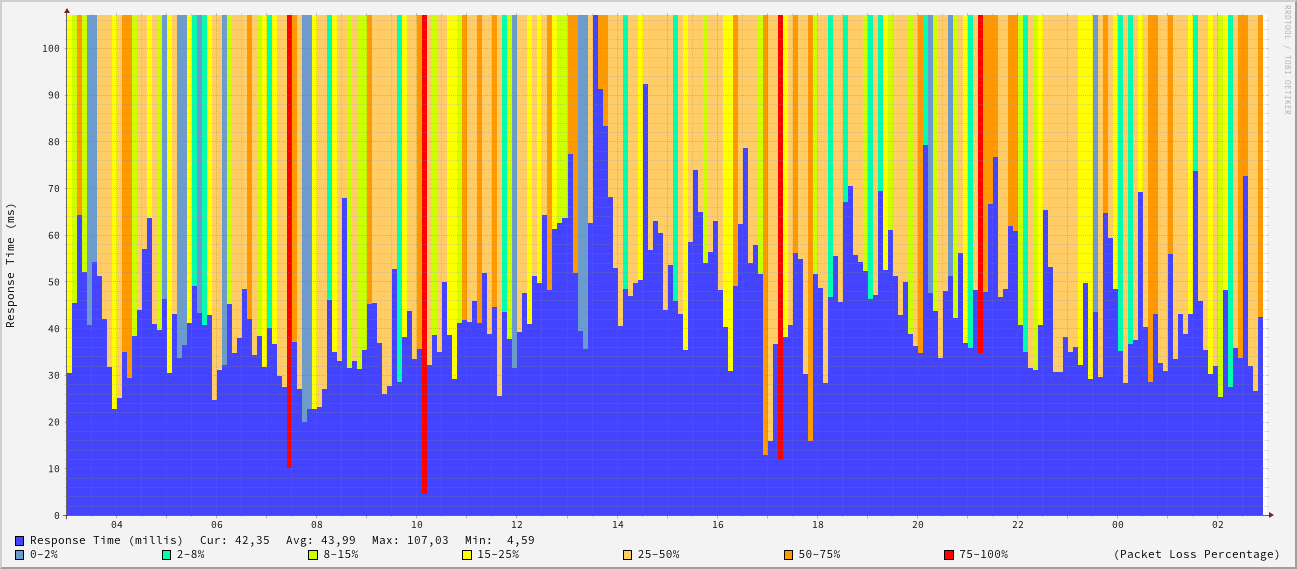 RRDTOOL / TOBI OETIKER
Response Time (ms)
100
90
80
70
60
50
40
30
20
10
0
04 06 08 10 12 14 16 18 20 22 00 02
Response Time (millis) Cur: 42,35 Avg: 43,99 Max: 107,03 Min: 4,59
0-2% 2-8% 8-15% 15-25% 25-50% 50-75% 75-100% (Packet Loss Percentage)